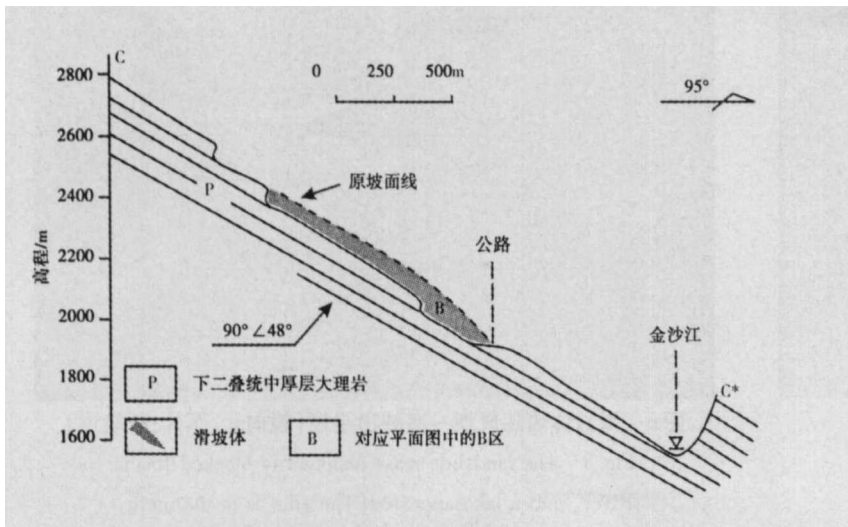 C
2800
2600
2400
2200
2000
1800
1600
高程/m
0 250 500m
95°
原坡面线
P
公路
B
90°∠48°
金沙江
C*
P 下二叠统中厚层大理岩
滑坡体
B 对应平面图中的B区